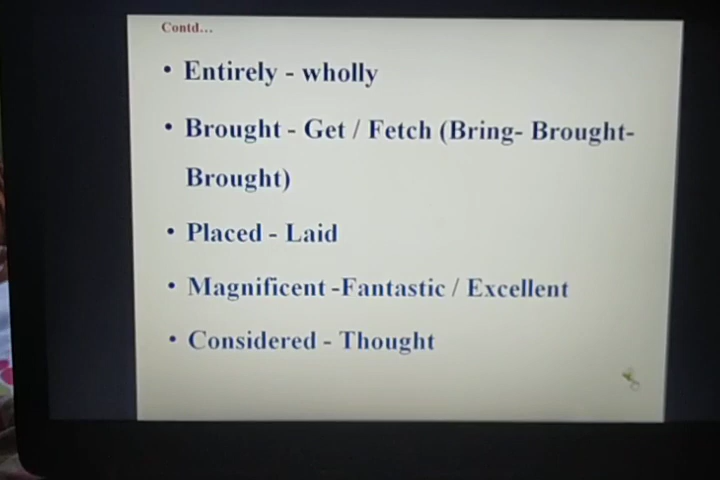 Contd...
• Entirely - wholly
• Brought - Get / Fetch (Bring- Brought-
Brought)
• Placed - Laid
• Magnificent -Fantastic / Excellent
• Considered - Thought